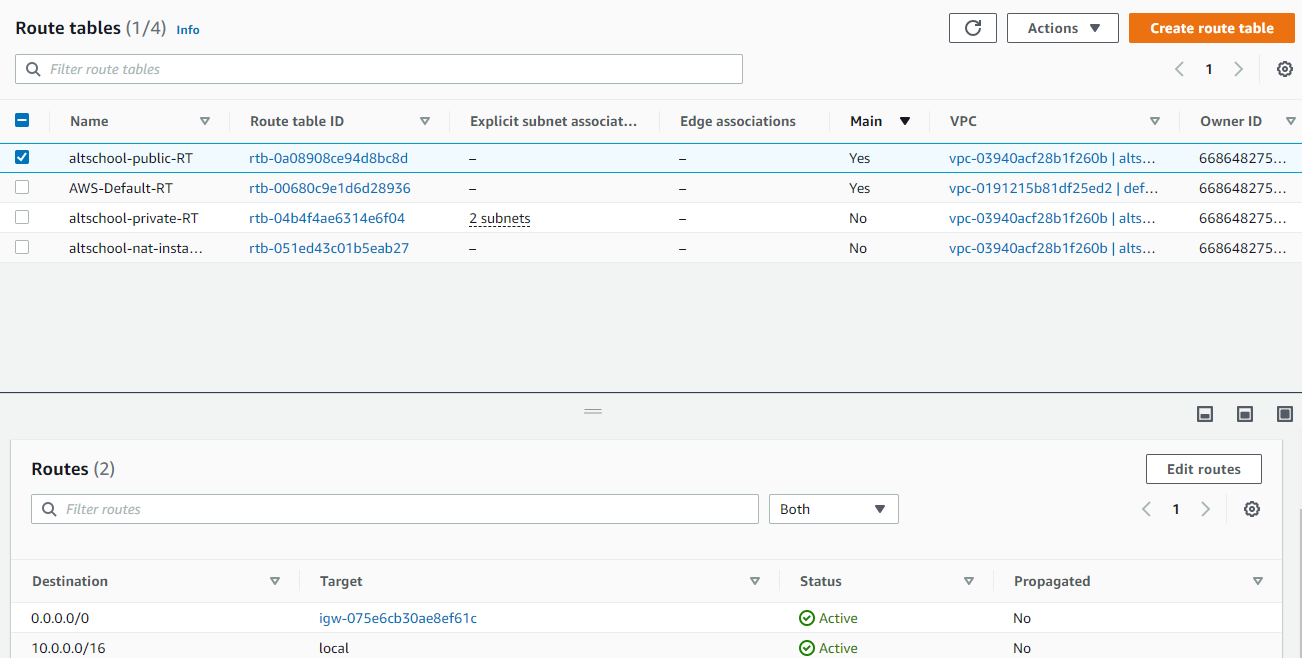 Route tables (1/4) Info Actions Create route table
Filter route tables 1
Name Route table ID Explicit subnet associat... Edge associations Main VPC Owner ID
altschool-public-RT rtb-0a08908ce94d8bc8d – – Yes vpc-03940acf28b1f260b | alts... 668648275...
AWS-Default-RT rtb-00680c9e1d6d28936 – – Yes vpc-0191215b81df25ed2 | def... 668648275...
altschool-private-RT rtb-04b4f4ae6314e6f04 2 subnets – No vpc-03940acf28b1f260b | alts... 668648275...
altschool-nat-insta... rtb-051ed43c01b5eab27 – – No vpc-03940acf28b1f260b | alts... 668648275...
Routes (2) Edit routes
Filter routes Both 1
Destination Target Status Propagated
0.0.0.0/0 igw-075e6cb30ae8ef61c Active No
10.0.0.0/16 local Active No